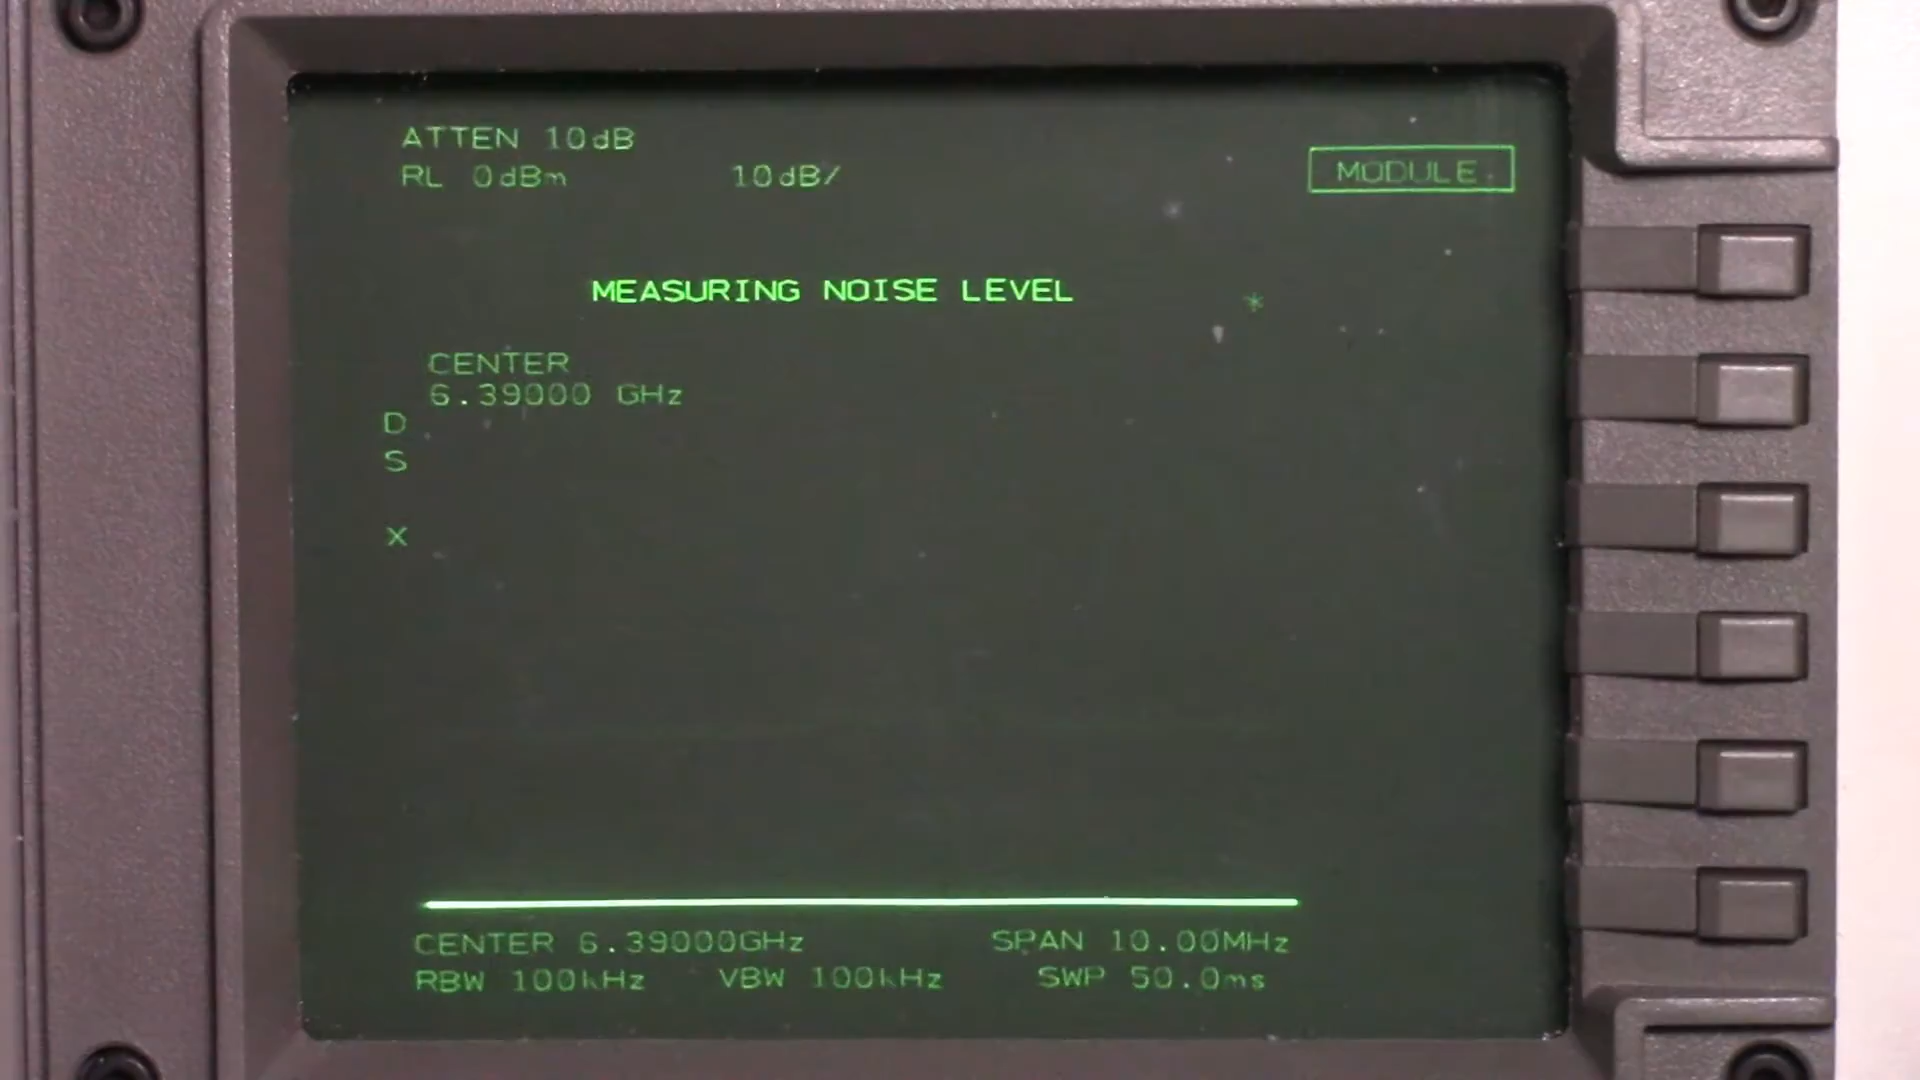 ATTEN 10dB
RL 0dBm 10dB/
MODULE
MEASURING NOISE LEVEL
*
CENTER
6.39000 GHz
D
S
X
CENTER 6.39000GHz SPAN 10.00MHz
RBW 100kHz VBW 100kHz SWP 50.0ms